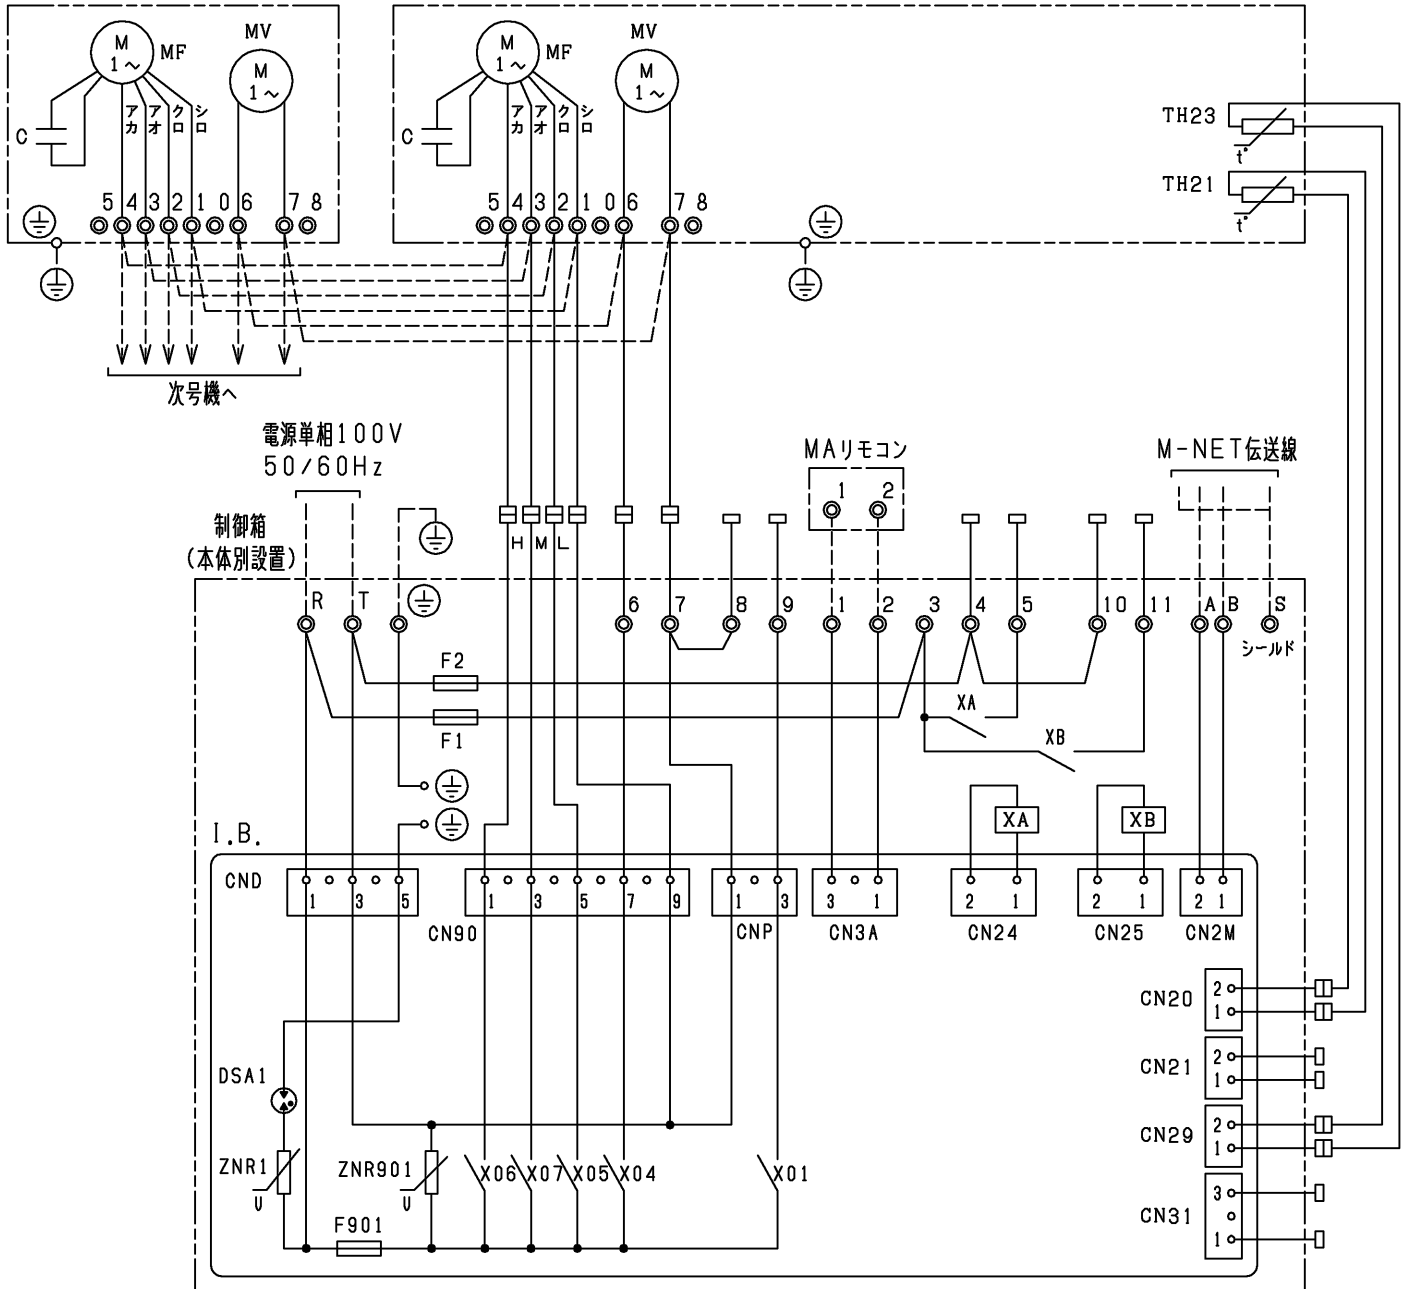 M
1～
MF
MV
M
1～
C
アカ
アオ
クロ
シロ
5 4 3 2 1 0 6 7 8
M
1～
MF
MV
M
1～
C
アカ
アオ
クロ
シロ
5 4 3 2 1 0 6 7 8
TH23
t°
TH21
t°
次号機へ
電源単相100V
50/60Hz
MAリモコン
1 2
M-NET伝送線
制御箱
(本体別設置)
H M L
R T 6 7 8 9 1 2 3 4 5 10 11 A B S
シールド
F2
F1
XA
XB
XA
XB
I.B.
CND
1 3 5
CN90
1 3 5 7 9
CNP
1 3
CN3A
3 1
CN24
2 1
CN25
2 1
CN2M
2 1
CN20
2
1
CN21
2
1
CN29
2
1
CN31
3
1
DSA1
ZNR1
U
ZNR901
U
X06 X07 X05 X04 X01
F901